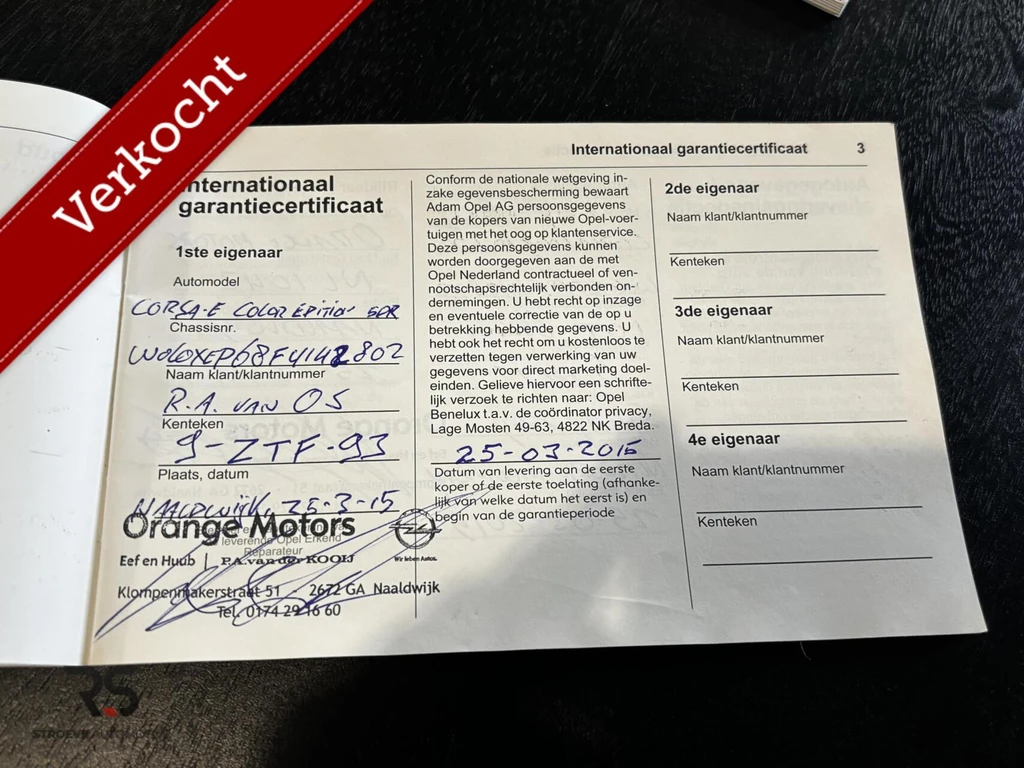 Verkocht
Internationaal garantiecertificaat 3
Internationaal
garantiecertificaat
1ste eigenaar
Automodel
CORSA-E COLOR EDITION 5DR
Chassisnr.
Naam klant/klantnummer
R.A. VAN OS
Kenteken
9-ZTF-93
Plaats, datum
NAALDWIJK, 25-3-15
Orange Motors
leverende Opel Erkend
Reparateur
Eef en Huub | P.A. van der KOOIJ
Klompenmakerstraat 51 - 2672 GA Naaldwijk
Tel. 0174 29 16 60
Wir leben Autos.
Conform de nationale wetgeving in-
zake egevensbescherming bewaart
Adam Opel AG persoonsgegevens
van de kopers van nieuwe Opel-voer-
tuigen met het oog op klantenservice.
Deze persoonsgegevens kunnen
worden doorgegeven aan de met
Opel Nederland contractueel of ven-
nootschapsrechtelijk verbonden on-
dernemingen. U hebt recht op inzage
en eventuele correctie van de op u
betrekking hebbende gegevens. U
hebt ook het recht om u kostenloos te
verzetten tegen verwerking van uw
gegevens voor direct marketing doel-
einden. Gelieve hiervoor een schrifte-
lijk verzoek te richten naar: Opel
Benelux t.a.v. de coördinator privacy,
Lage Mosten 49-63, 4822 NK Breda.
25-03-2015
Datum van levering aan de eerste
koper of de eerste toelating (afhanke-
lijk van welke datum het eerst is) en
begin van de garantieperiode
2de eigenaar
Naam klant/klantnummer
Kenteken
3de eigenaar
Naam klant/klantnummer
Kenteken
4e eigenaar
Naam klant/klantnummer
Kenteken
RS